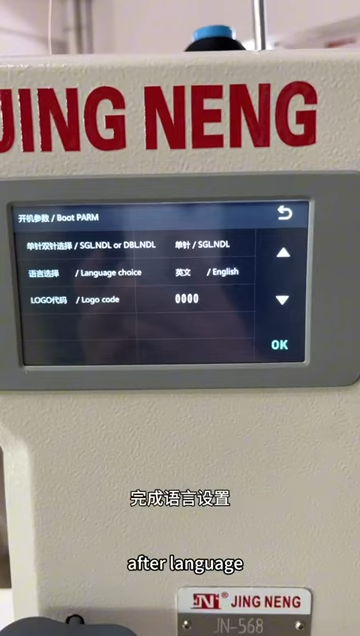 JING NENG
开机参数 / Boot PARM
单针双针选择 / SGL.NDL or DBL.NDL 单针 / SGL.NDL
语言选择 / Language choice 英文 / English
LOGO代码 / Logo code 0000
OK
完成语言设置
after language
JN® JING NENG
JN-568